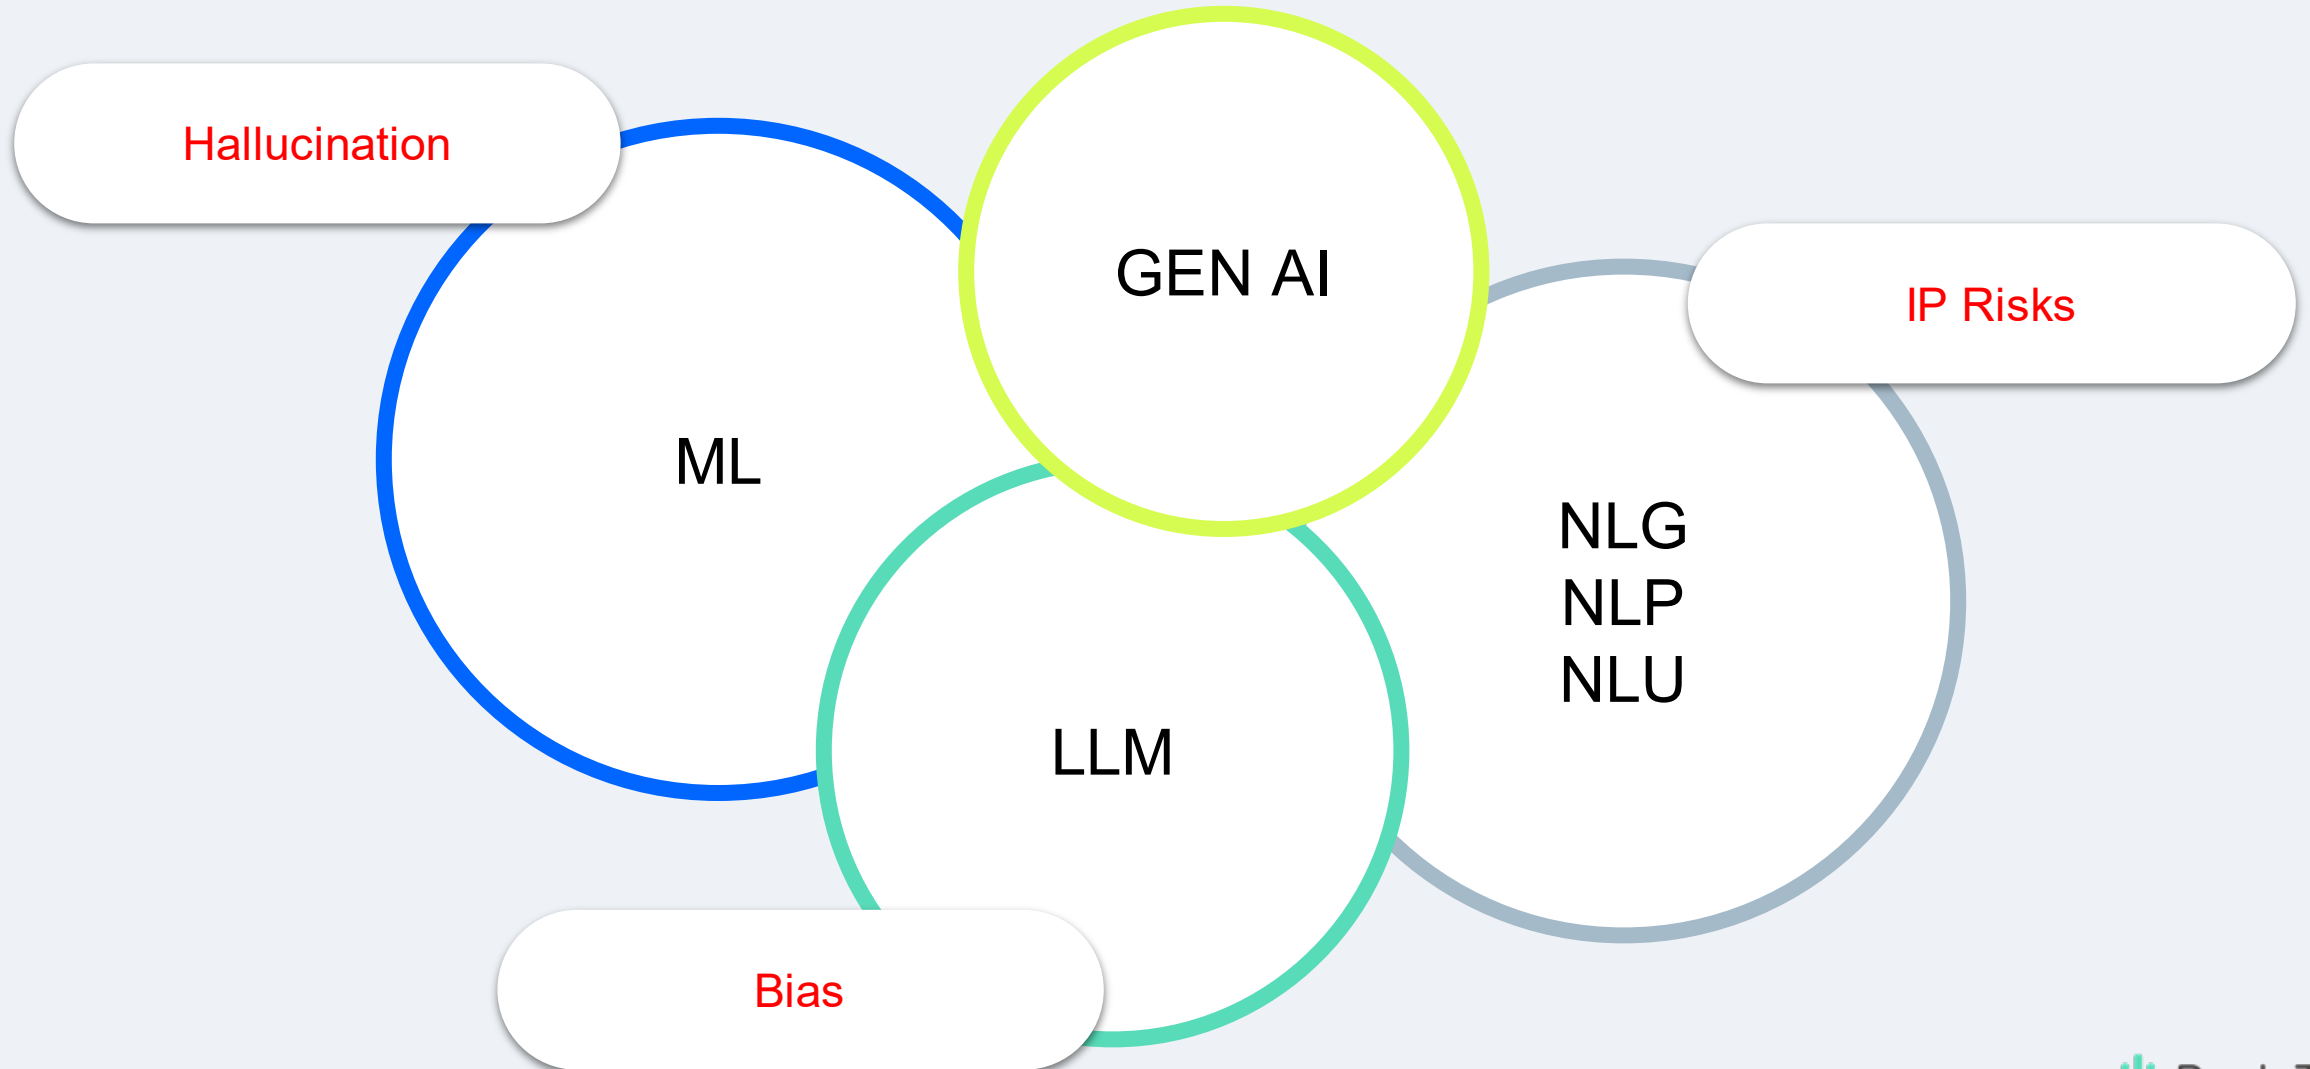 Hallucination
GEN AI
IP Risks
ML
NLG
NLP
NLU
LLM
Bias